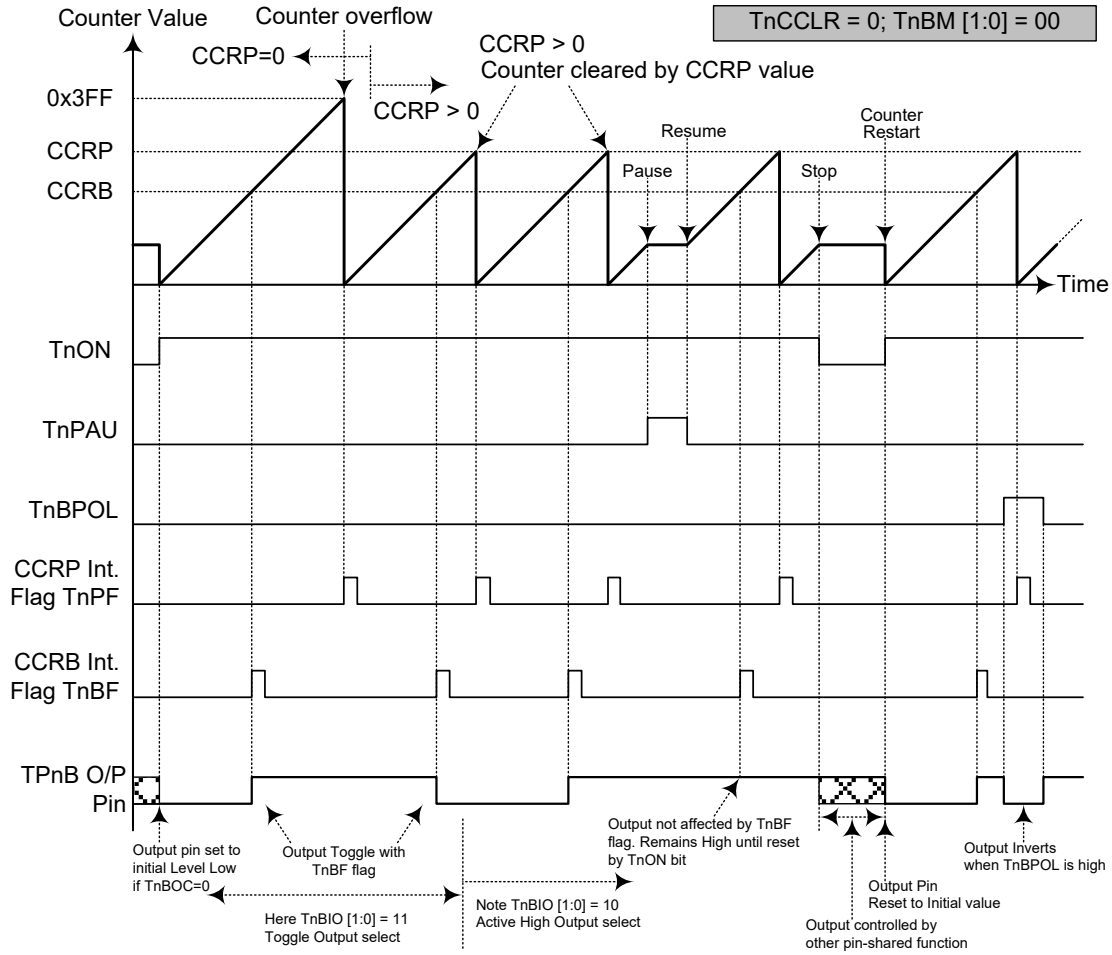 Counter Value
Counter overflow
TnCCLR = 0; TnBM [1:0] = 00
CCRP=0
CCRP > 0
CCRP > 0
Counter cleared by CCRP value
0x3FF
CCRP
CCRB
Pause
Resume
Stop
Counter
Restart
Time
TnON
TnPAU
TnBPOL
CCRP Int.
Flag TnPF
CCRB Int.
Flag TnBF
TPnB O/P
Pin
Output pin set to
initial Level Low
if TnBOC=0
Output Toggle with
TnBF flag
Output not affected by TnBF
flag. Remains High until reset
by TnON bit
Output Inverts
when TnBPOL is high
Output Pin
Reset to Initial value
Here TnBIO [1:0] = 11
Toggle Output select
Note TnBIO [1:0] = 10
Active High Output select
Output controlled by
other pin-shared function